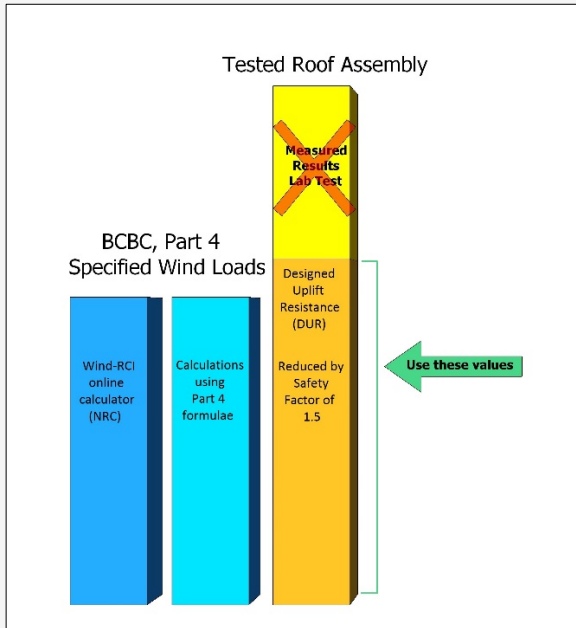 Tested Roof Assembly
Measured
Results
Lab Test
BCBC, Part 4
Specified Wind Loads
Designed
Uplift
Resistance
(DUR)
Reduced by
Safety
Factor of
1.5
Wind-RCI
online
calculator
(NRC)
Calculations
using
Part 4
formulae
Use these values